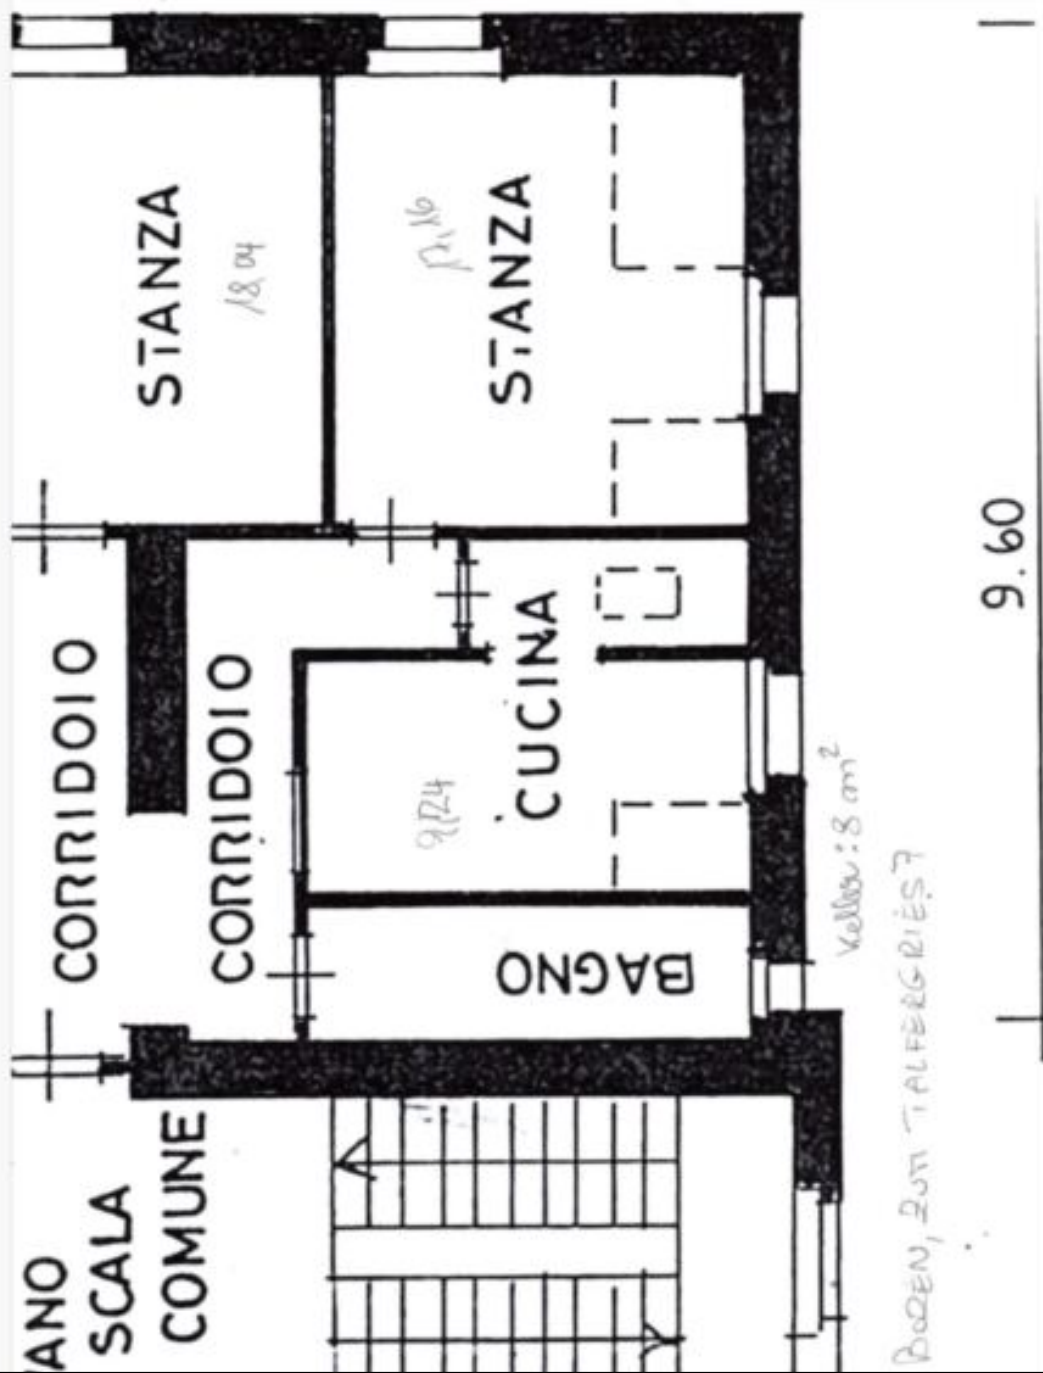 STANZA
18,04
STANZA
17,16
CORRIDOIO
CORRIDOIO
CUCINA
9,24
BAGNO
VANO
SCALA
COMUNE
9.60
Keller: 8 m²
BOZEN, ZUM TALFERGRIES 7